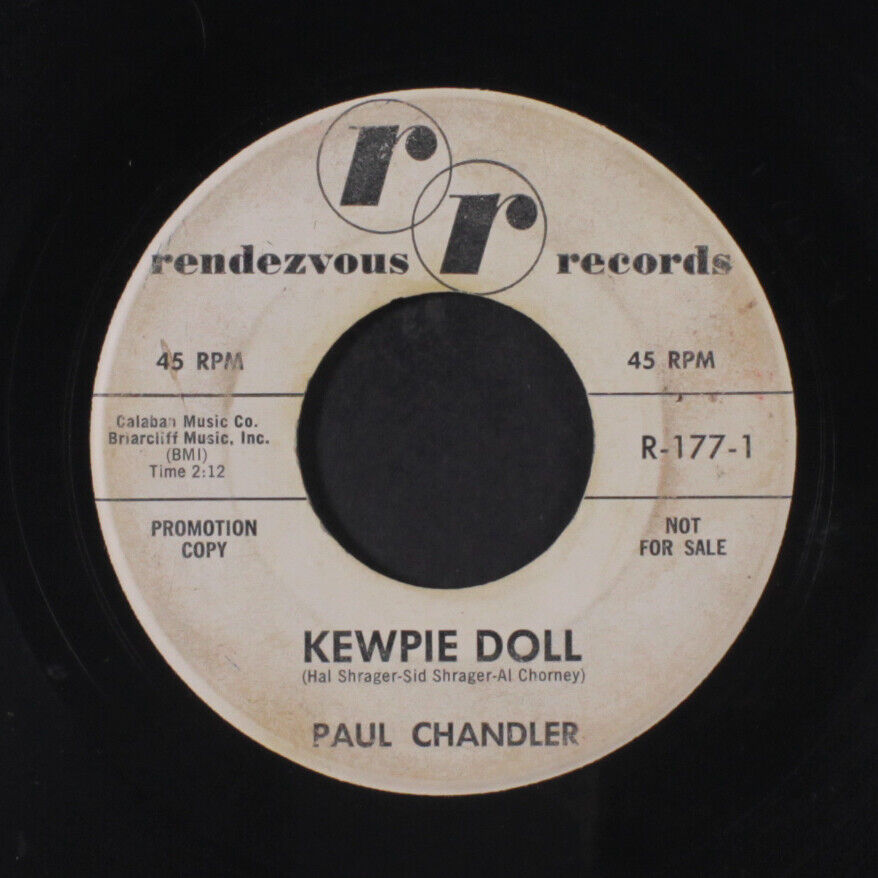 r
r
rendezvous records
45 RPM
45 RPM
Calaban Music Co.
Briarcliff Music, Inc.
(BMI)
Time 2:12
R-177-1
PROMOTION
COPY
NOT
FOR SALE
KEWPIE DOLL
(Hal Shrager-Sid Shrager-Al Chorney)
PAUL CHANDLER